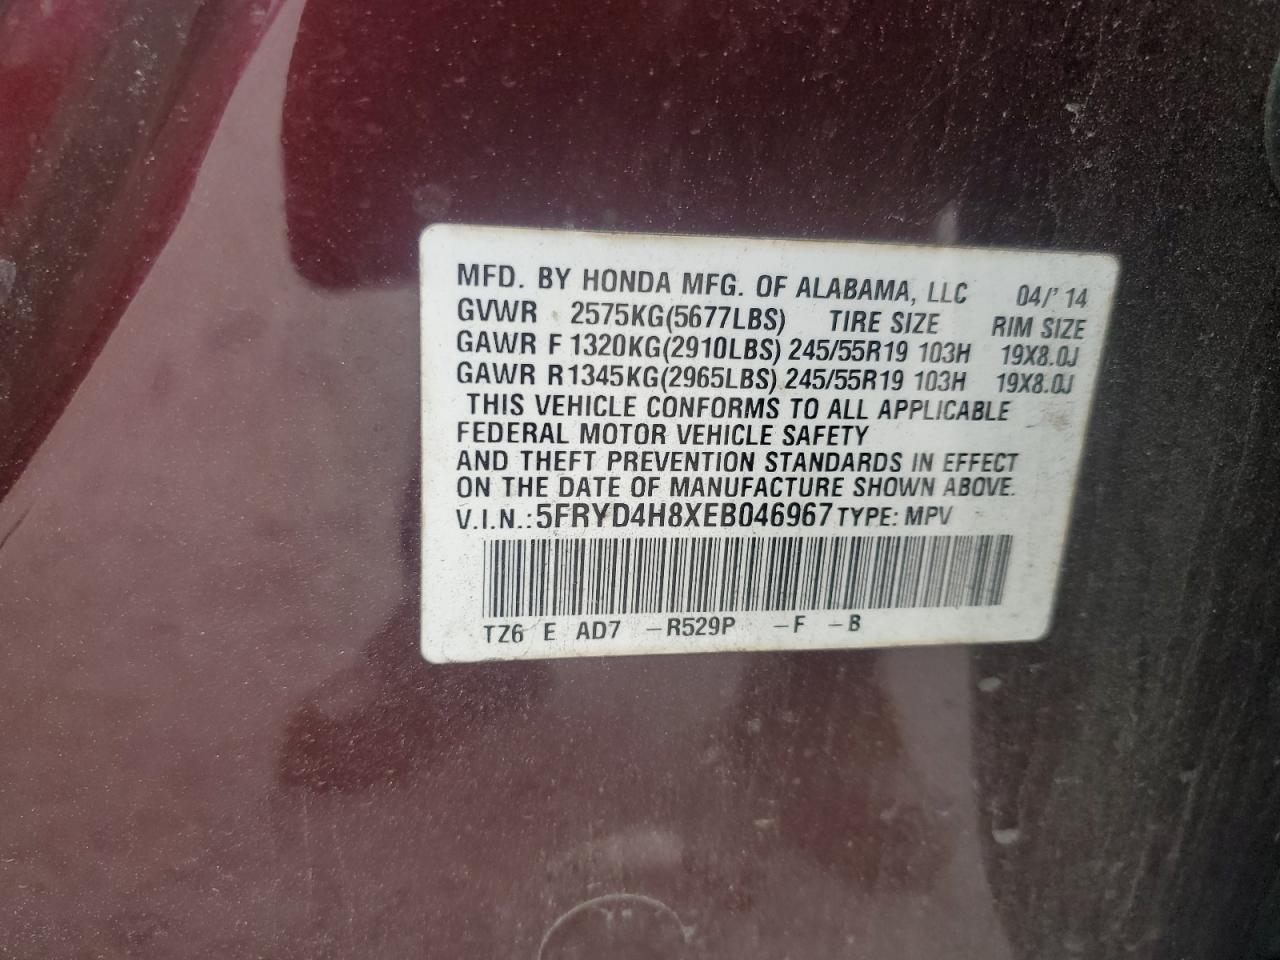 MFD. BY HONDA MFG. OF ALABAMA, LLC 04/' 14
GVWR 2575KG(5677LBS) TIRE SIZE RIM SIZE
GAWR F 1320KG(2910LBS) 245/55R19 103H 19X8.0J
GAWR R1345KG(2965LBS) 245/55R19 103H 19X8.0J
THIS VEHICLE CONFORMS TO ALL APPLICABLE
FEDERAL MOTOR VEHICLE SAFETY
AND THEFT PREVENTION STANDARDS IN EFFECT
ON THE DATE OF MANUFACTURE SHOWN ABOVE.
V.I.N.: 5FRYD4H8XEB046967 TYPE: MPV
TZ6 E AD7 –R529P –F –B